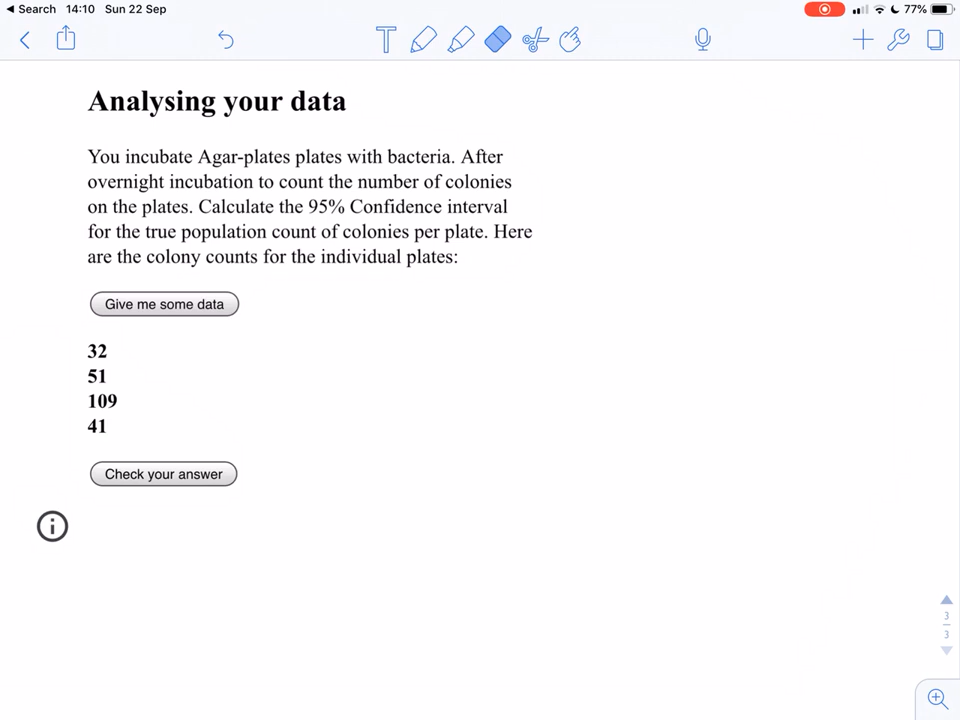 Search 14:10 Sun 22 Sep 77%
T
Analysing your data
You incubate Agar-plates plates with bacteria. After
overnight incubation to count the number of colonies
on the plates. Calculate the 95% Confidence interval
for the true population count of colonies per plate. Here
are the colony counts for the individual plates:
Give me some data
32
51
109
41
Check your answer
i
3
3